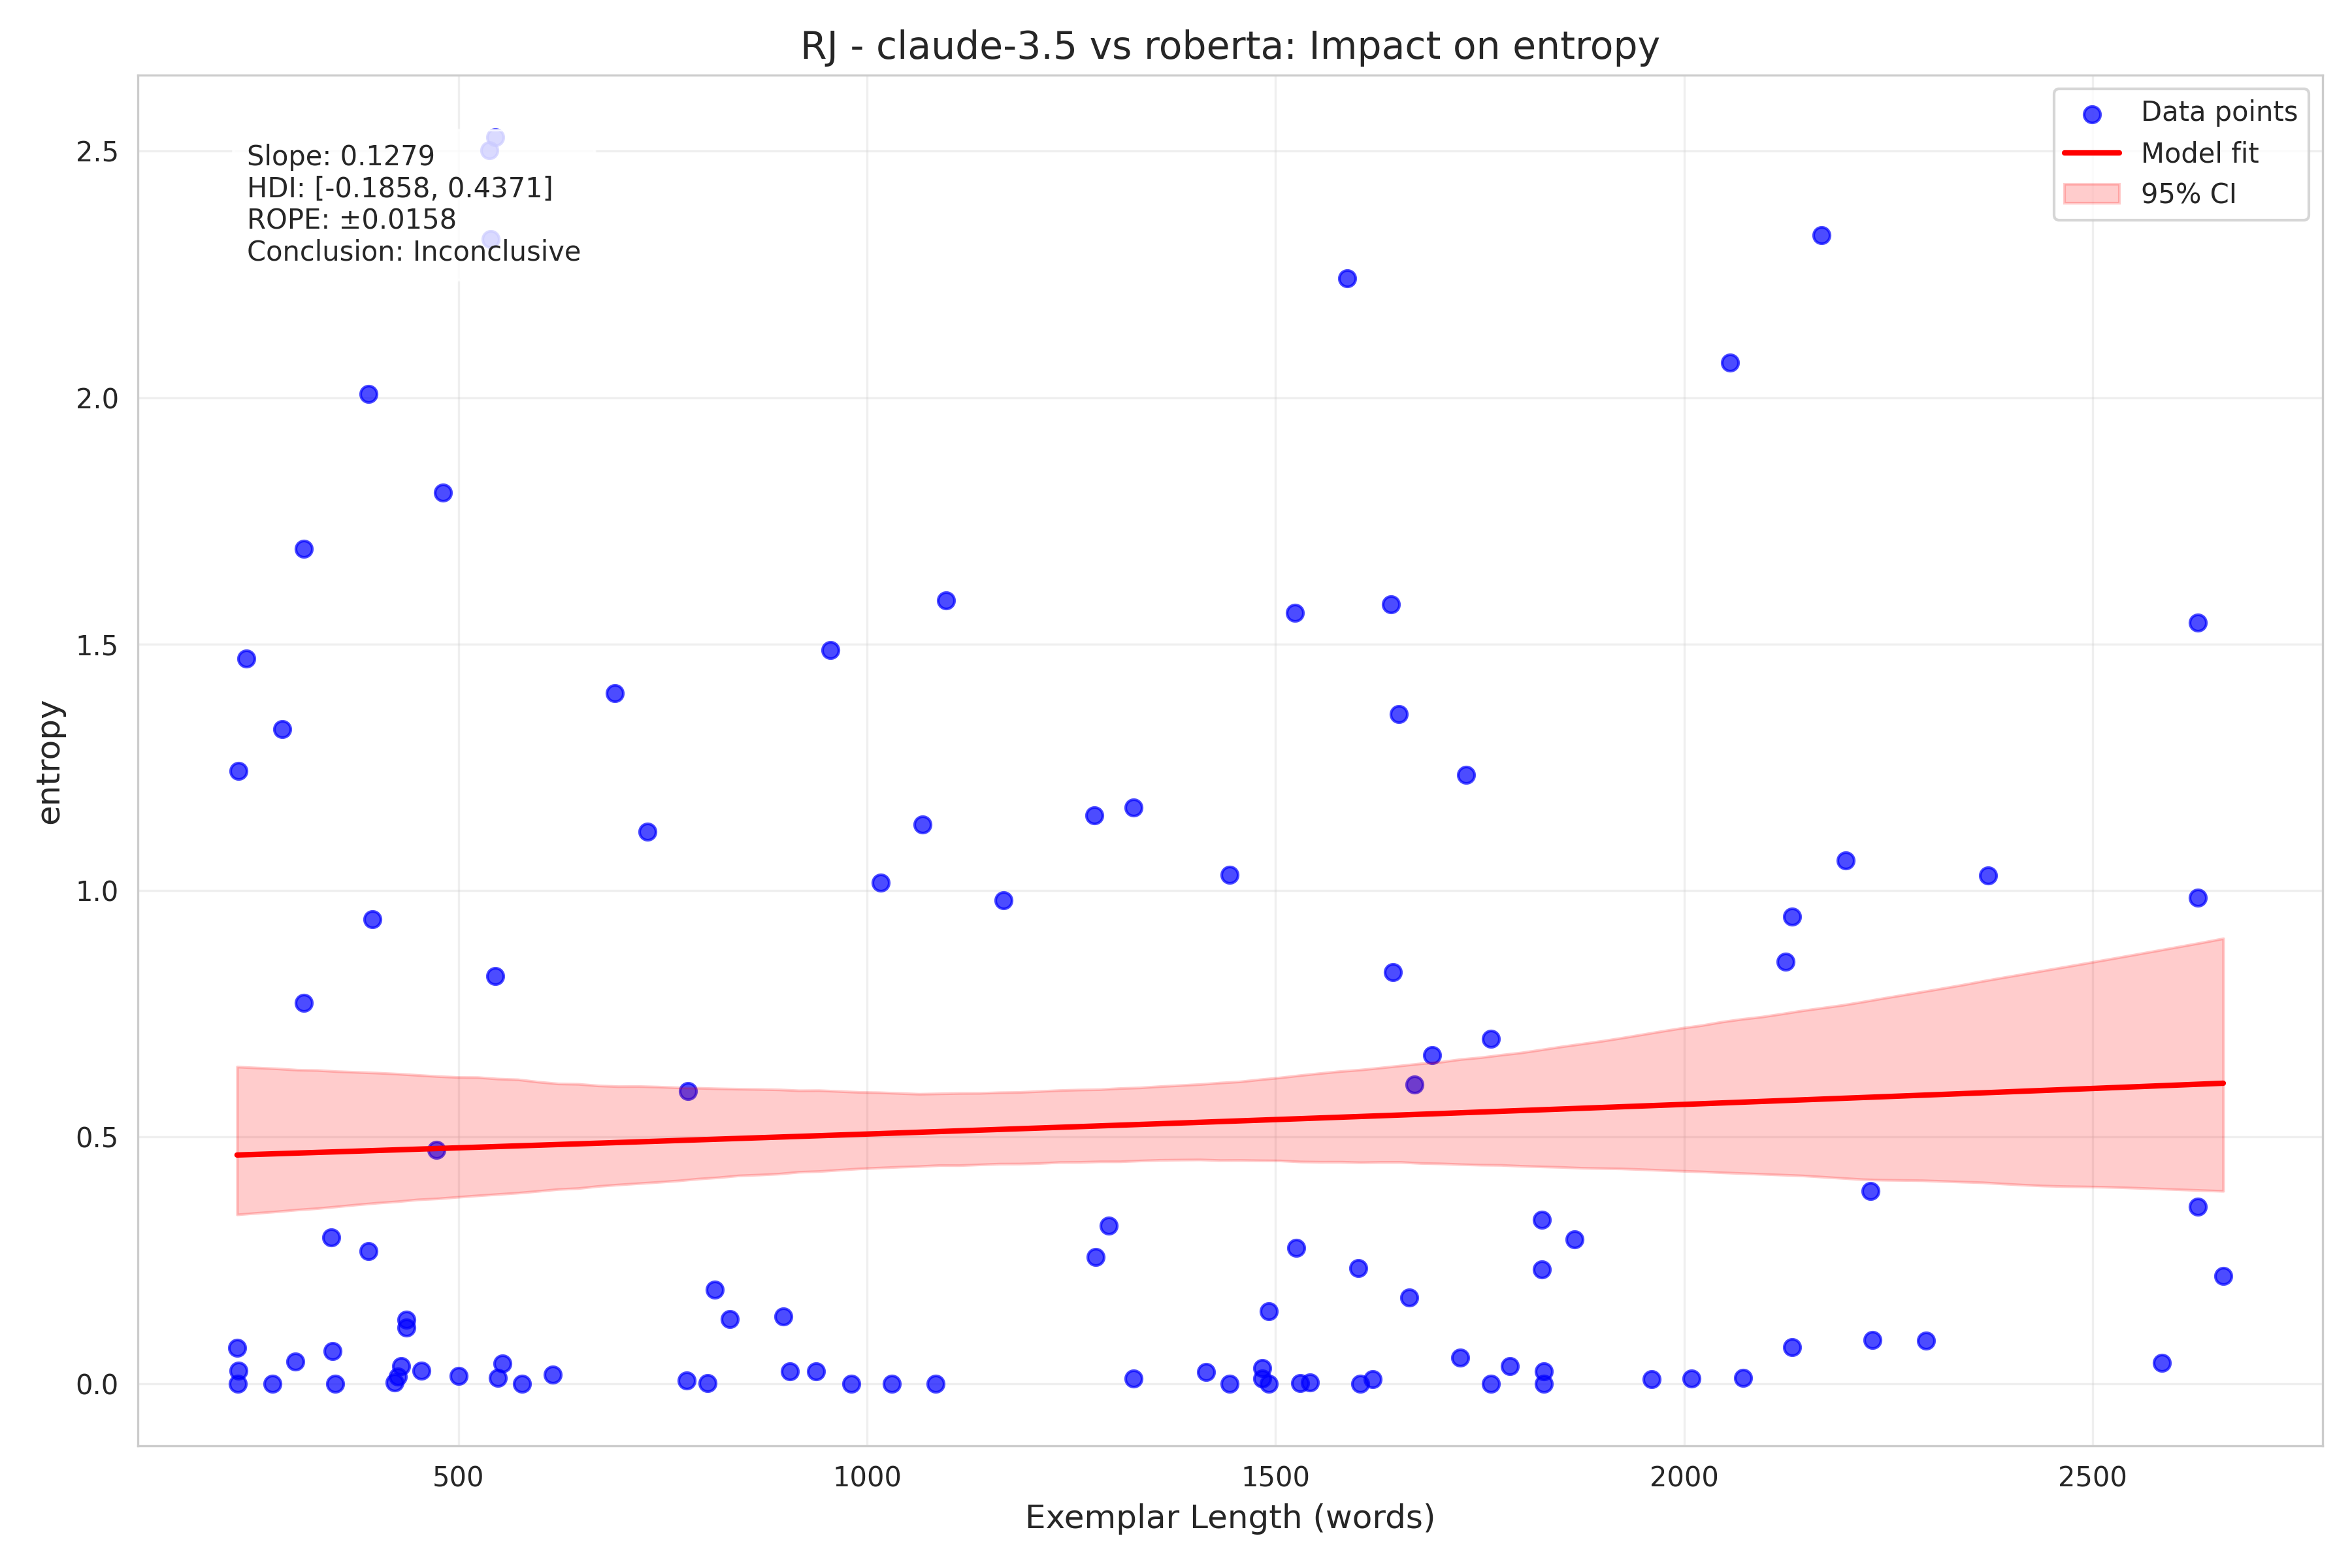 RJ - claude-3.5 vs roberta: Impact on entropy
Data points
Model fit
95% CI
Slope: 0.1279
HDI: [-0.1858, 0.4371]
ROPE: ±0.0158
Conclusion: Inconclusive
entropy
2.5
2.0
1.5
1.0
0.5
0.0
500 1000 1500 2000 2500
Exemplar Length (words)